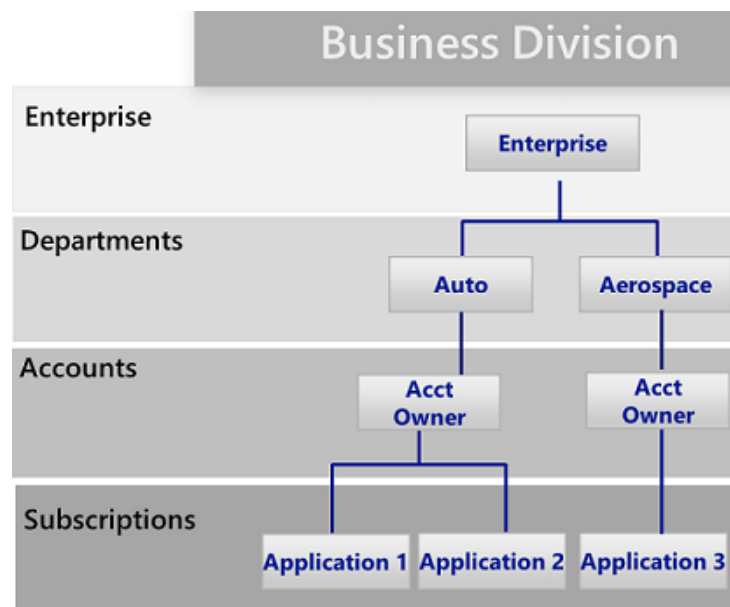 Business Division
Enterprise
Enterprise
Departments
Auto
Aerospace
Accounts
Acct
Owner
Acct
Owner
Subscriptions
Application 1
Application 2
Application 3